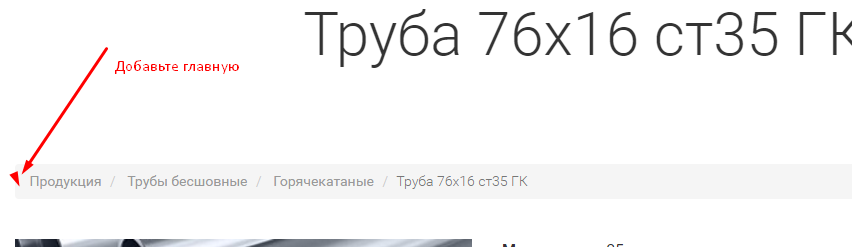 Труба 76х16 ст35 ГК
Добавьте главную
Продукция / Трубы бесшовные / Горячекатаные / Труба 76х16 ст35 ГК